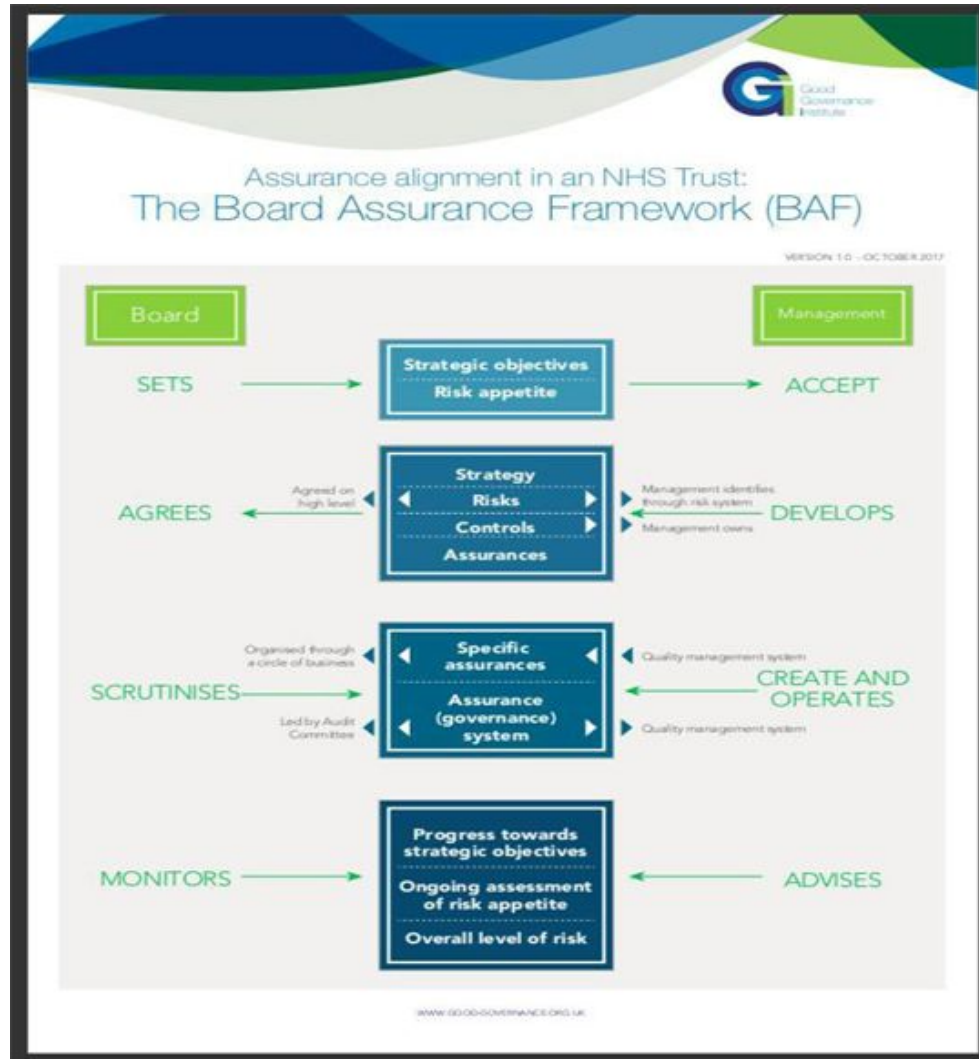 Good
Governance
Institute
Assurance alignment in an NHS Trust:
The Board Assurance Framework (BAF)
VERSION 1.0 - OCTOBER 2017
Board
Management
SETS
Strategic objectives
Risk appetite
ACCEPT
AGREES
Agreed on
high level
Strategy
Risks
Controls
Assurances
Management identifies
through risk system
Management owns
DEVELOPS
SCRUTINISES
Organised through
a circle of business
Led by Audit
Committee
Specific
assurances
Assurance
(governance)
system
Quality management system
CREATE AND
OPERATES
Quality management system
MONITORS
Progress towards
strategic objectives
Ongoing assessment
of risk appetite
Overall level of risk
ADVISES
WWW.GOOD-GOVERNANCE.ORG.UK